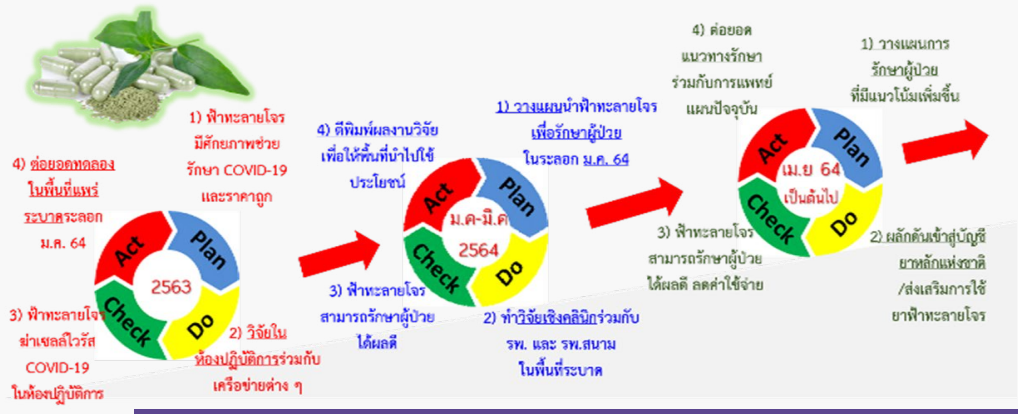 1) ฟ้าทะลายโจร
มีศักยภาพช่วย
รักษา COVID-19
และราคาถูก
Plan
2) วิจัยใน
ห้องปฏิบัติการร่วมกับ
เครือข่ายต่าง ๆ
Do
3) ฟ้าทะลายโจร
ฆ่าเซลล์ไวรัส
COVID-19
ในห้องปฏิบัติการ
Check
4) ต่อยอดทดลอง
ในพื้นที่แพร่
ระบาดระลอก
ม.ค. 64
Act
2563
1) วางแผนนำฟ้าทะลายโจร
เพื่อรักษาผู้ป่วย
ในระลอก ม.ค. 64
Plan
2) ทำวิจัยเชิงคลินิกร่วมกับ
รพ. และ รพ.สนาม
ในพื้นที่ระบาด
Do
3) ฟ้าทะลายโจร
สามารถรักษาผู้ป่วย
ได้ผลดี
Check
4) ตีพิมพ์ผลงานวิจัย
เพื่อให้พื้นที่นำไปใช้
ประโยชน์
Act
ม.ค-มี.ค
2564
1) วางแผนการ
รักษาผู้ป่วย
ที่มีแนวโน้มเพิ่มขึ้น
Plan
2) ผลักดันเข้าสู่บัญชี
ยาหลักแห่งชาติ
/ส่งเสริมการใช้
ยาฟ้าทะลายโจร
Do
3) ฟ้าทะลายโจร
สามารถรักษาผู้ป่วย
ได้ผลดี ลดค่าใช้จ่าย
Check
4) ต่อยอด
แนวทางรักษา
ร่วมกับการแพทย์
แผนปัจจุบัน
Act
เม.ย 64
เป็นต้นไป